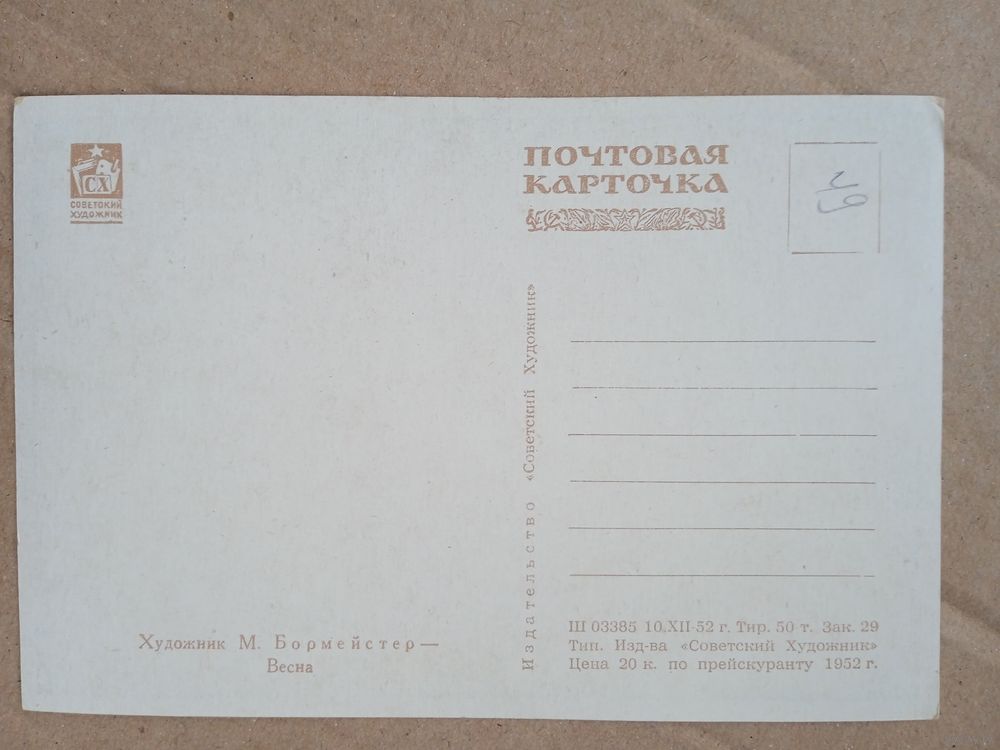 СХ
СОВЕТСКИЙ
ХУДОЖНИК
ПОЧТОВАЯ
КАРТОЧКА
Издательство «Советский Художник»
Художник М. Бормейстер —
Весна
Ш 03385 10.XII-52 г. Тир. 50 т. Зак. 29
Тип. Изд-ва «Советский Художник»
Цена 20 к. по прейскуранту 1952 г.